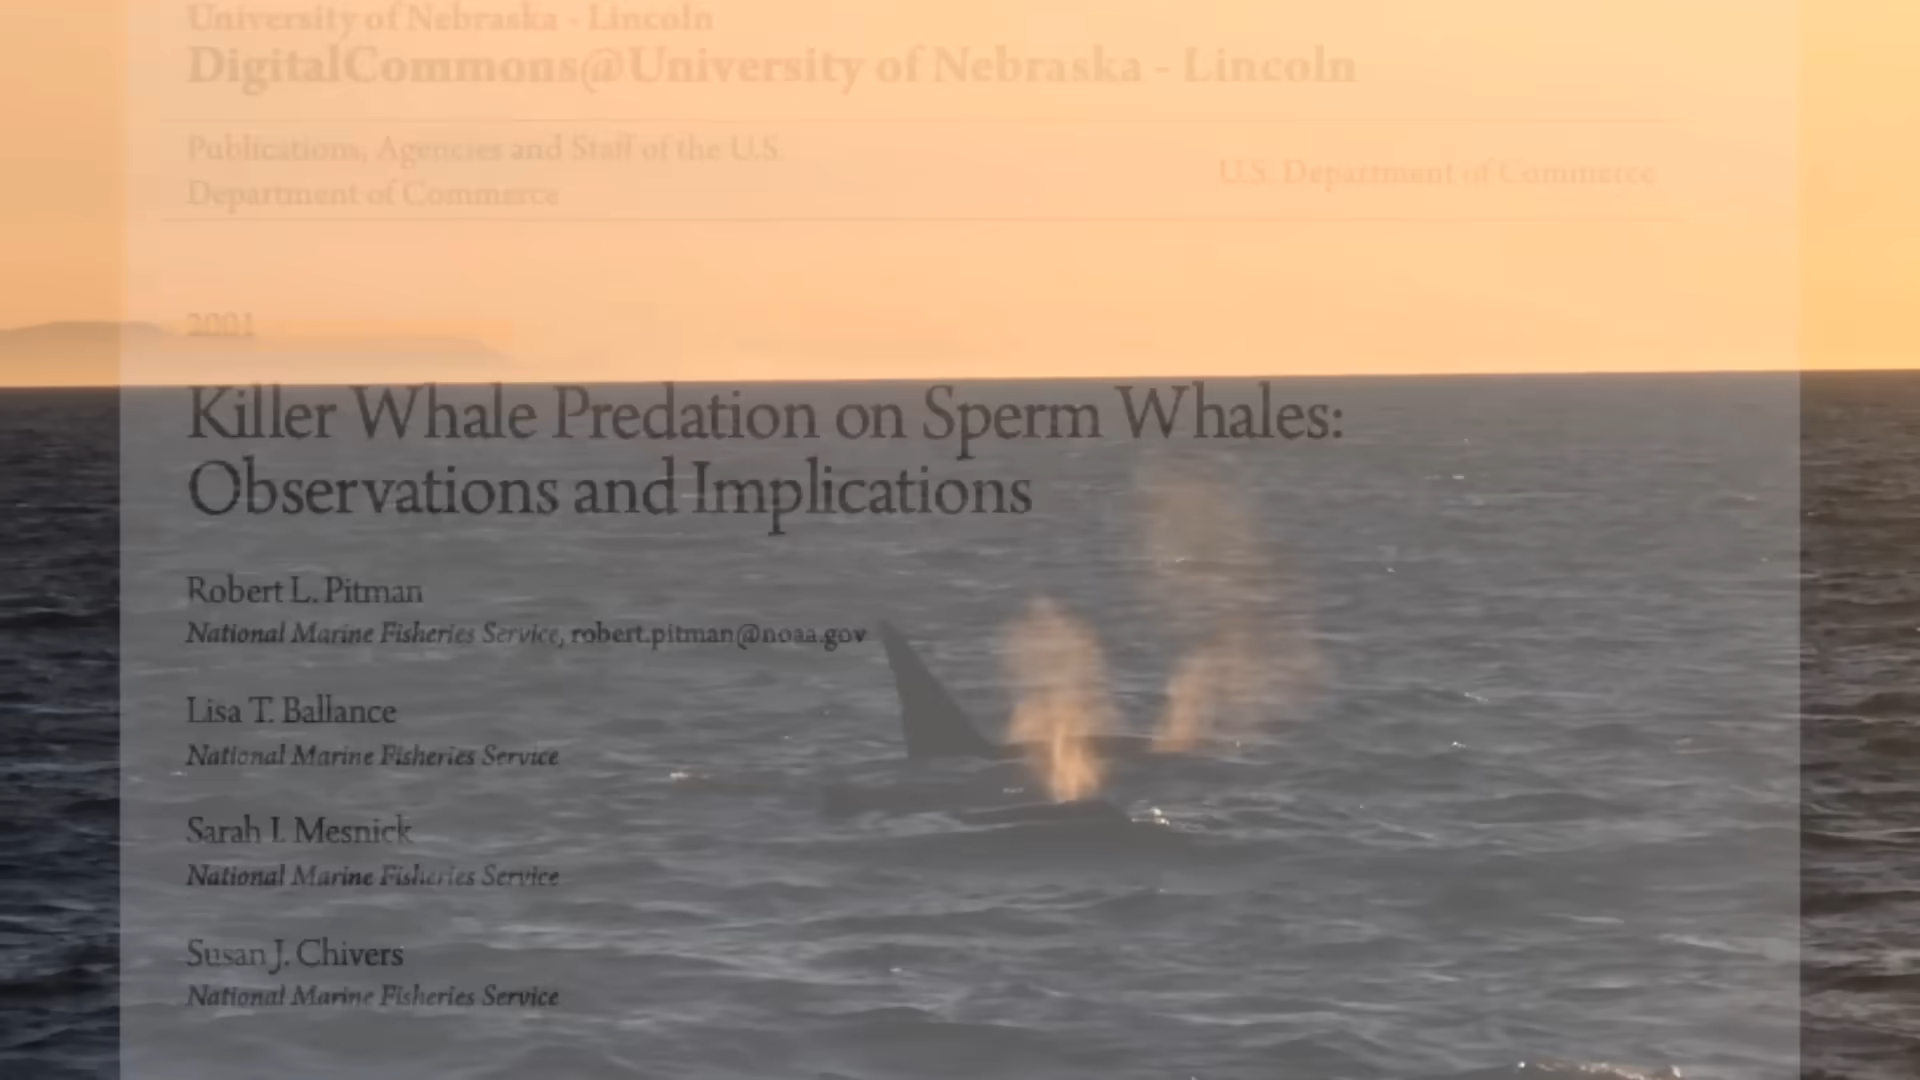 University of Nebraska - Lincoln
DigitalCommons@University of Nebraska - Lincoln
Publications, Agencies and Staff of the U.S.
Department of Commerce
U.S. Department of Commerce
2001
Killer Whale Predation on Sperm Whales:
Observations and Implications
Robert L. Pitman
National Marine Fisheries Service, robert.pitman@noaa.gov
Lisa T. Ballance
National Marine Fisheries Service
Sarah I. Mesnick
National Marine Fisheries Service
Susan J. Chivers
National Marine Fisheries Service